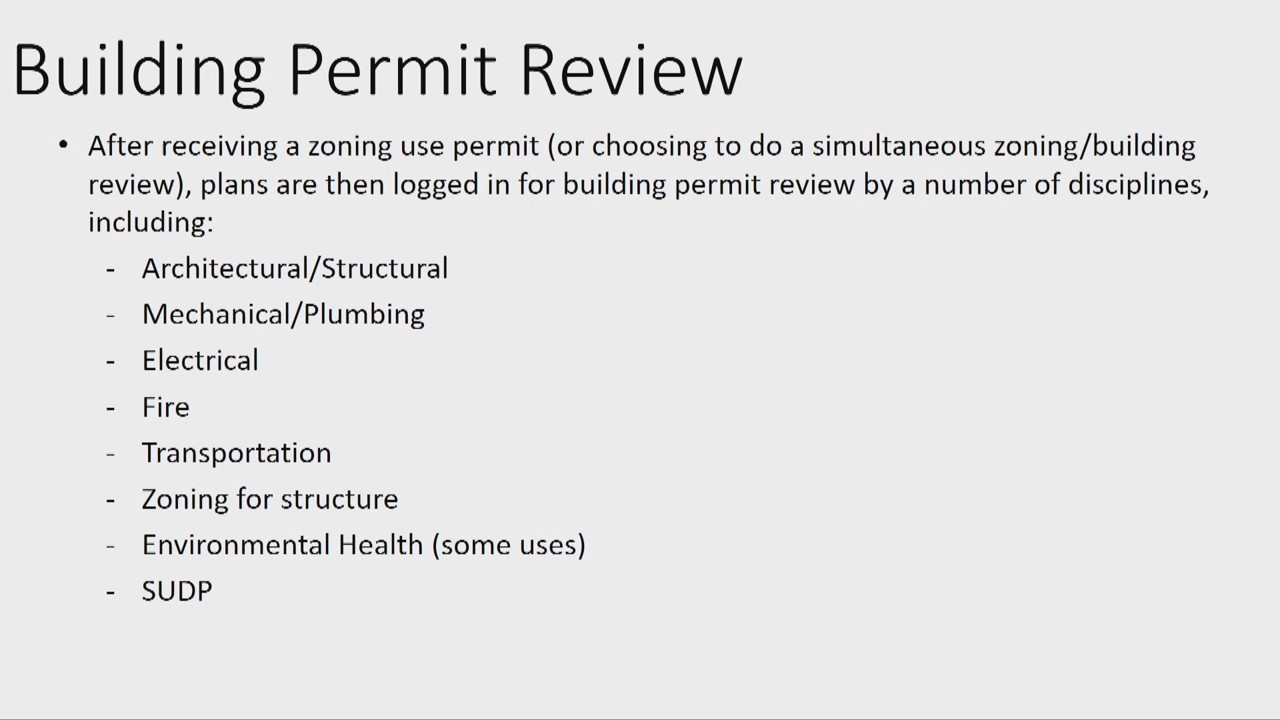 Building Permit Review
• After receiving a zoning use permit (or choosing to do a simultaneous zoning/building
review), plans are then logged in for building permit review by a number of disciplines,
including:
- Architectural/Structural
- Mechanical/Plumbing
- Electrical
- Fire
- Transportation
- Zoning for structure
- Environmental Health (some uses)
- SUDP